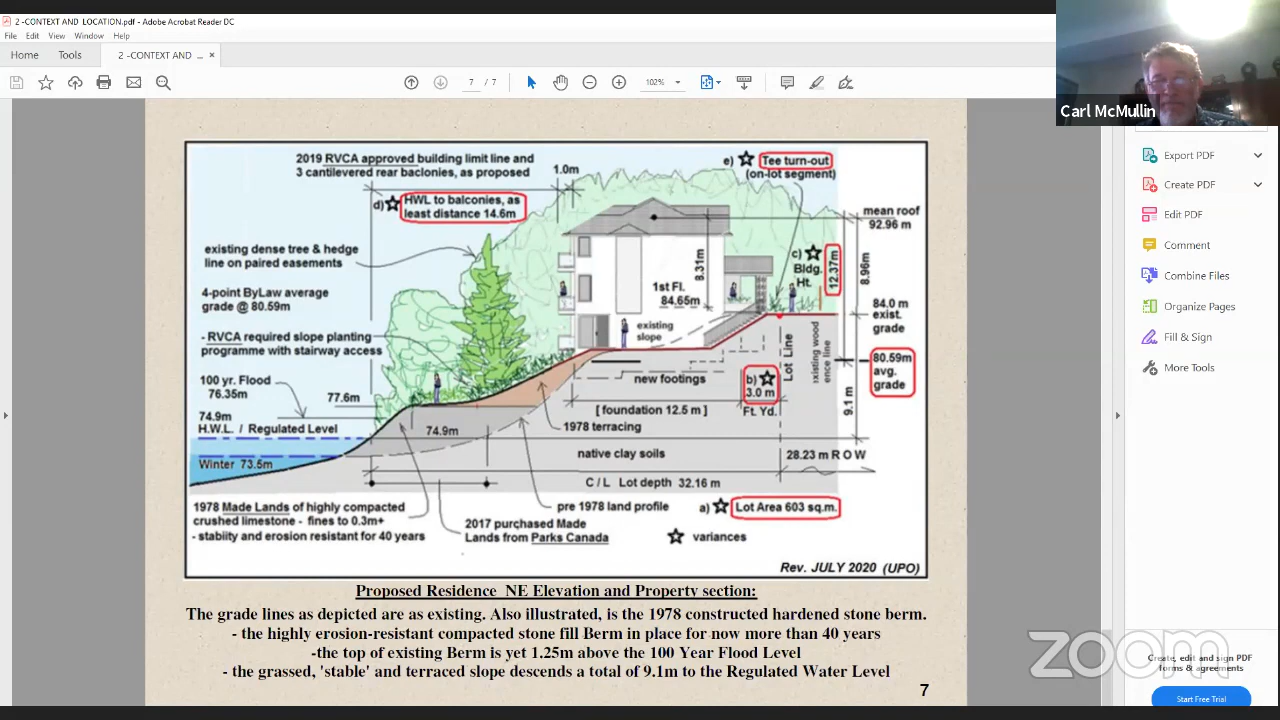 2 -CONTEXT AND LOCATION.pdf - Adobe Acrobat Reader DC
File Edit View Window Help
Home Tools 2 -CONTEXT AND ... ×
7 / 7 102%
Carl McMullin
Export PDF
Create PDF
Edit PDF
Comment
Combine Files
Organize Pages
Fill & Sign
More Tools
2019 RVCA approved building limit line and
3 cantilevered rear baclonies, as proposed
1.0m
e) ☆ Tee turn-out
(on-lot segment)
d) ☆ HWL to balconies, as
least distance 14.6m
mean roof
92.96 m
existing dense tree & hedge
line on paired easements
c) ☆
Bldg.
Ht.
12.37m
8.96m
8.31m
1st Fl.
84.65m
4-point ByLaw average
grade @ 80.59m
84.0 m
exist.
grade
existing
slope
- RVCA required slope planting
programme with stairway access
Lot Line
existing wood
ence line
80.59m
avg.
grade
100 yr. Flood
76.35m
77.6m
new footings
b) ☆
3.0 m
Ft. Yd.
9.1 m
[ foundation 12.5 m ]
74.9m
H.W.L. / Regulated Level
74.9m
1978 terracing
Winter 73.5m
native clay soils
28.23 m R O W
C / L Lot depth 32.16 m
1978 Made Lands of highly compacted
crushed limestone - fines to 0.3m+
- stabiity and erosion resistant for 40 years
pre 1978 land profile
a) ☆ Lot Area 603 sq.m.
2017 purchased Made
Lands from Parks Canada
☆ variances
Rev. JULY 2020 (UPO)
Proposed Residence NE Elevation and Property section:
The grade lines as depicted are as existing. Also illustrated, is the 1978 constructed hardened stone berm.
- the highly erosion-resistant compacted stone fill Berm in place for now more than 40 years
-the top of existing Berm is yet 1.25m above the 100 Year Flood Level
- the grassed, 'stable' and terraced slope descends a total of 9.1m to the Regulated Water Level
7
zoom
Create, edit and sign PDF
forms & agreements
Start Free Trial